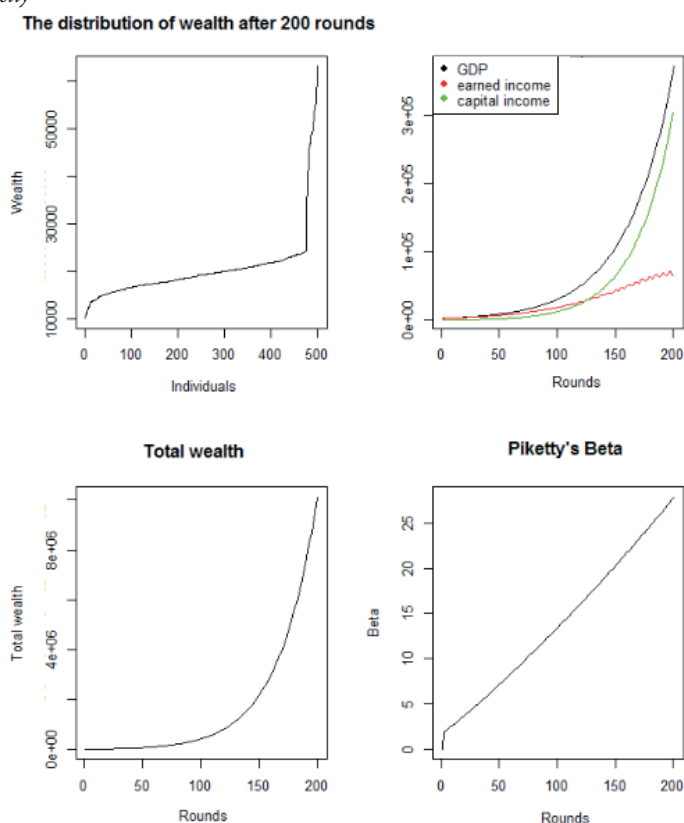 The distribution of wealth after 200 rounds
Wealth
10000
30000
50000
0 100 200 300 400 500
Individuals
GDP
earned income
capital income
0e+00
1e+05
2e+05
3e+05
0 50 100 150 200
Rounds
Total wealth
Total wealth
0e+00
4e+06
8e+06
0 50 100 150 200
Rounds
Piketty's Beta
Beta
0
5
10
15
20
25
0 50 100 150 200
Rounds